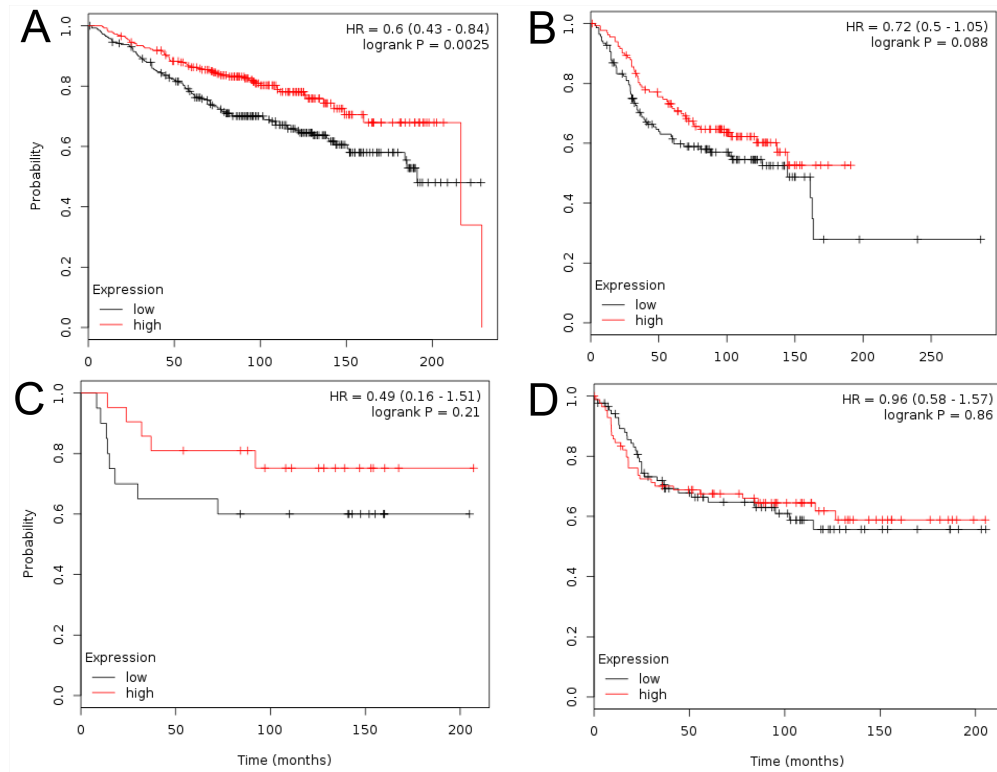 A
HR = 0.6 (0.43 - 0.84)
logrank P = 0.0025
Probability
1.0
0.8
0.6
0.4
0.2
0.0
Expression
low
high
0 50 100 150 200
B
HR = 0.72 (0.5 - 1.05)
logrank P = 0.088
1.0
0.8
0.6
0.4
0.2
0.0
Expression
low
high
0 50 100 150 200 250
C
HR = 0.49 (0.16 - 1.51)
logrank P = 0.21
Probability
1.0
0.8
0.6
0.4
0.2
0.0
Expression
low
high
0 50 100 150 200
Time (months)
D
HR = 0.96 (0.58 - 1.57)
logrank P = 0.86
1.0
0.8
0.6
0.4
0.2
0.0
Expression
low
high
0 50 100 150 200
Time (months)